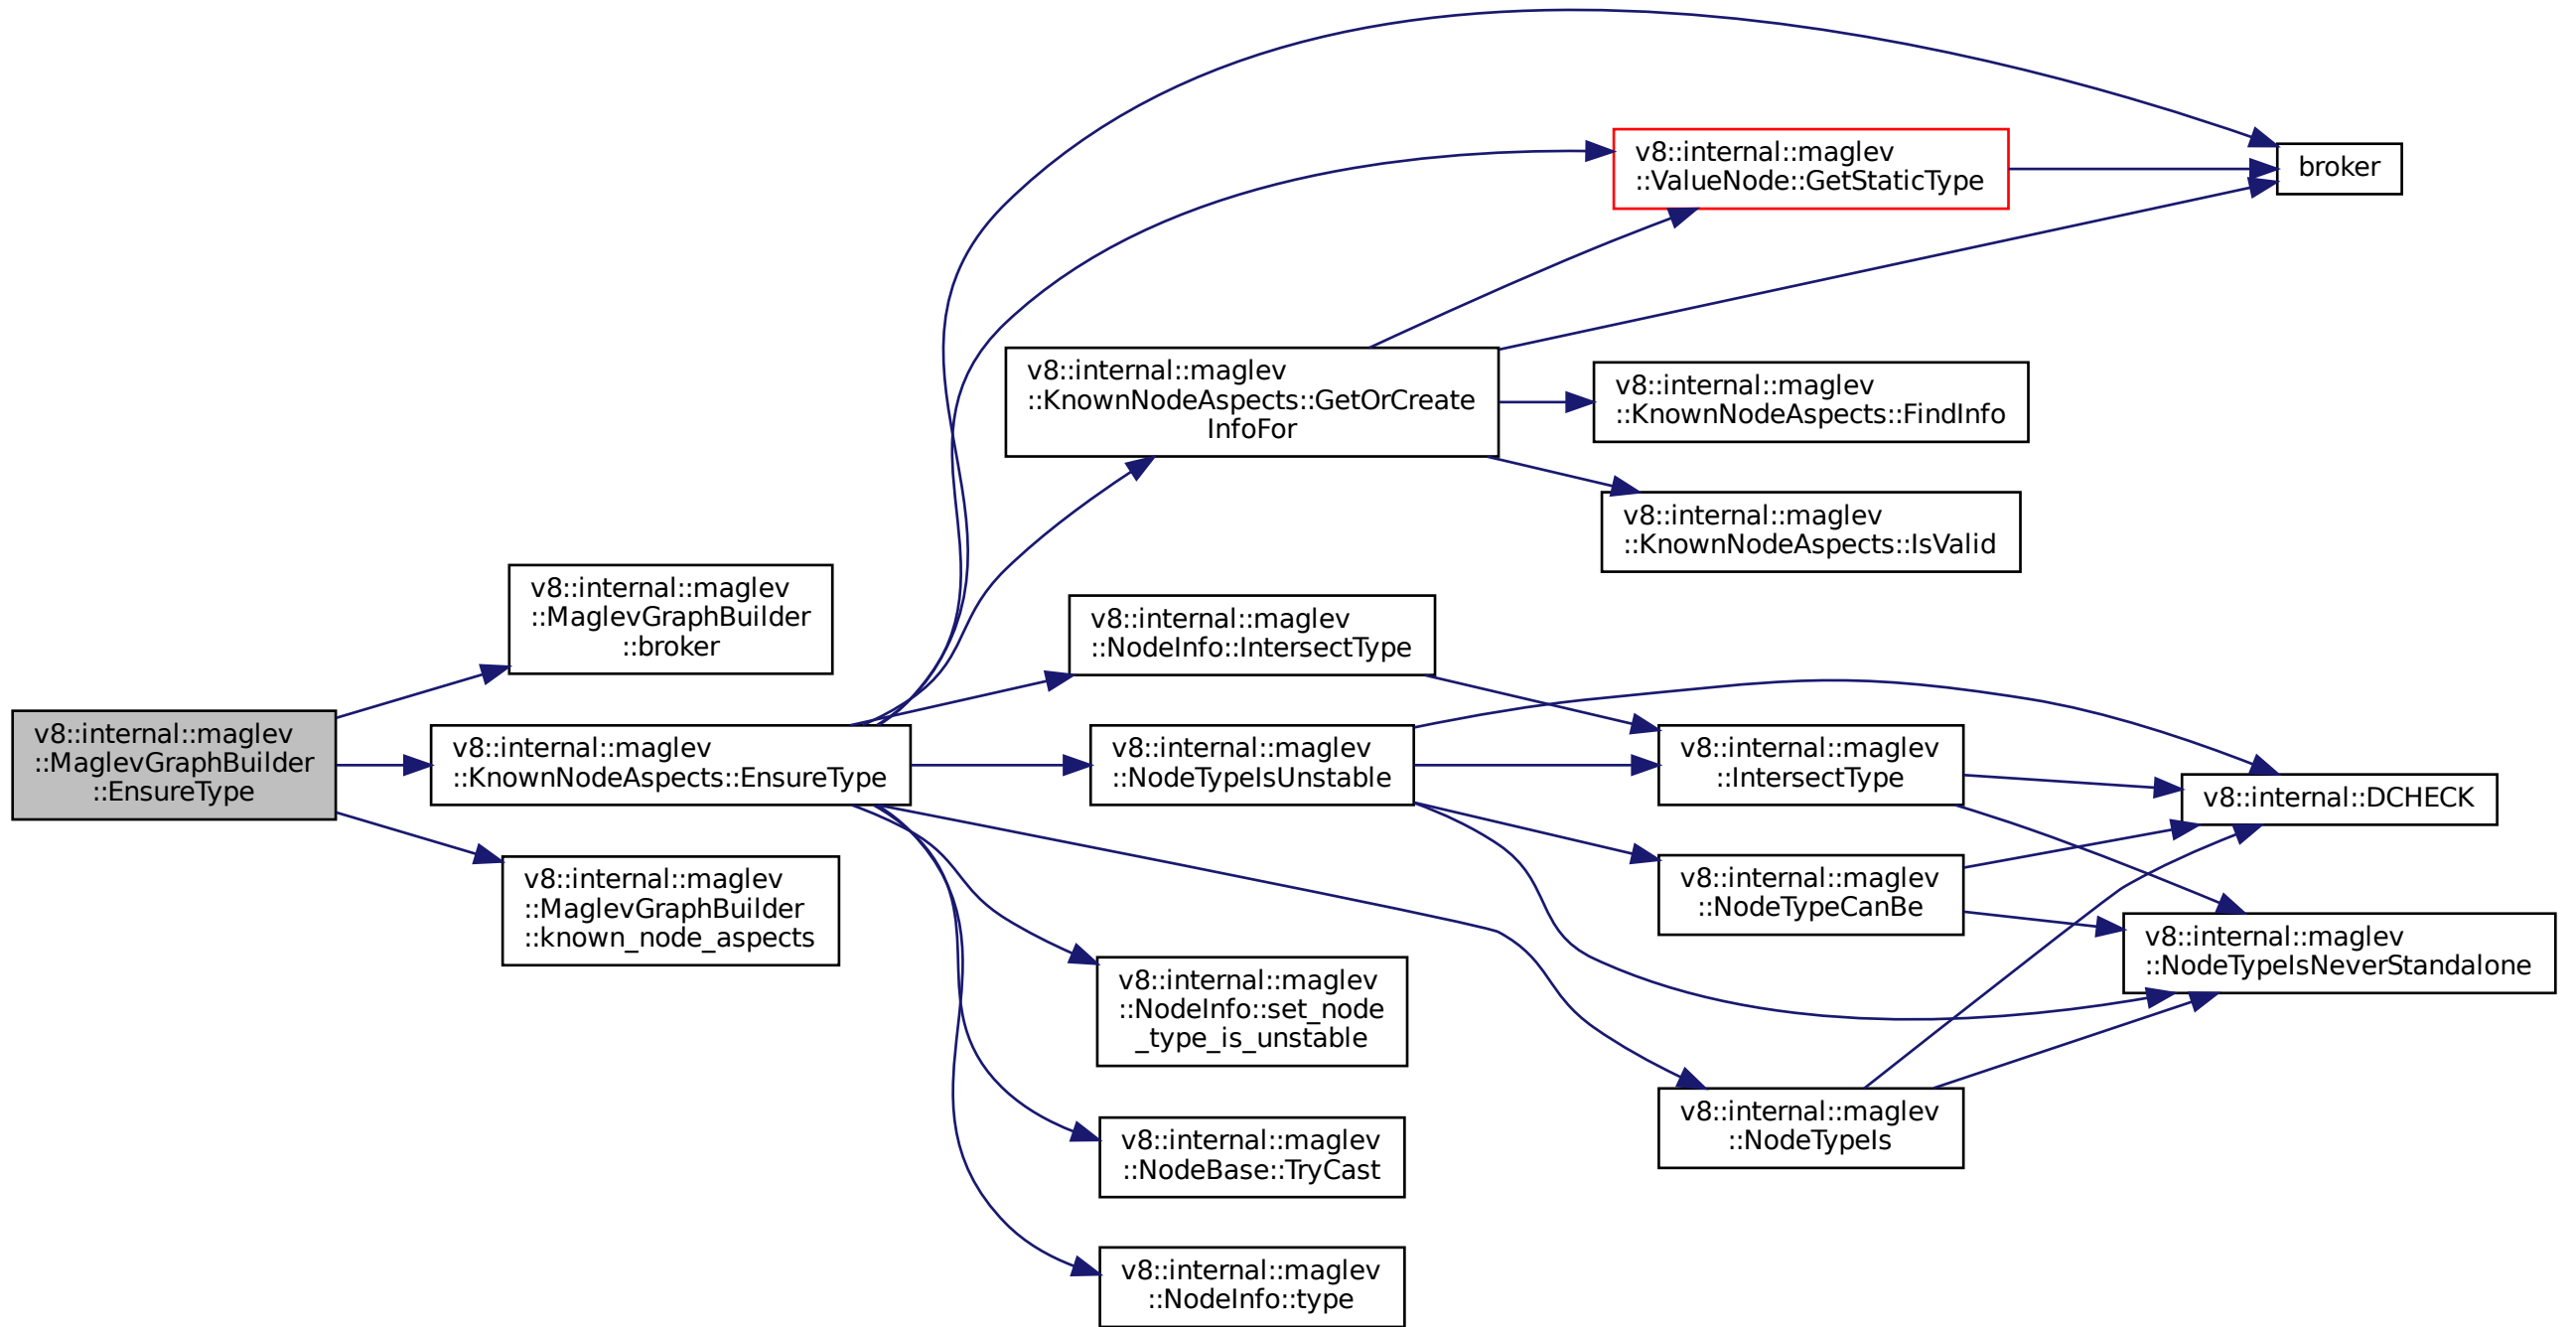 v8::internal::maglev
::MaglevGraphBuilder
::EnsureType
v8::internal::maglev
::MaglevGraphBuilder
::broker
v8::internal::maglev
::KnownNodeAspects::EnsureType
v8::internal::maglev
::MaglevGraphBuilder
::known_node_aspects
v8::internal::maglev
::KnownNodeAspects::GetOrCreate
InfoFor
v8::internal::maglev
::NodeInfo::IntersectType
v8::internal::maglev
::NodeTypeIsUnstable
v8::internal::maglev
::NodeInfo::set_node
_type_is_unstable
v8::internal::maglev
::NodeBase::TryCast
v8::internal::maglev
::NodeInfo::type
v8::internal::maglev
::ValueNode::GetStaticType
v8::internal::maglev
::KnownNodeAspects::FindInfo
v8::internal::maglev
::KnownNodeAspects::IsValid
v8::internal::maglev
::IntersectType
v8::internal::maglev
::NodeTypeCanBe
v8::internal::maglev
::NodeTypeIs
broker
v8::internal::DCHECK
v8::internal::maglev
::NodeTypeIsNeverStandalone